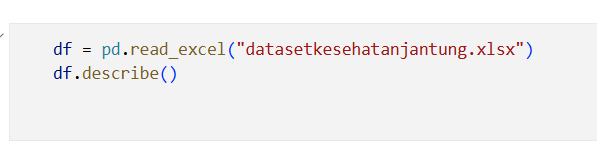 df = pd.read_excel("datasetkesehatanjantung.xlsx")
df.describe()